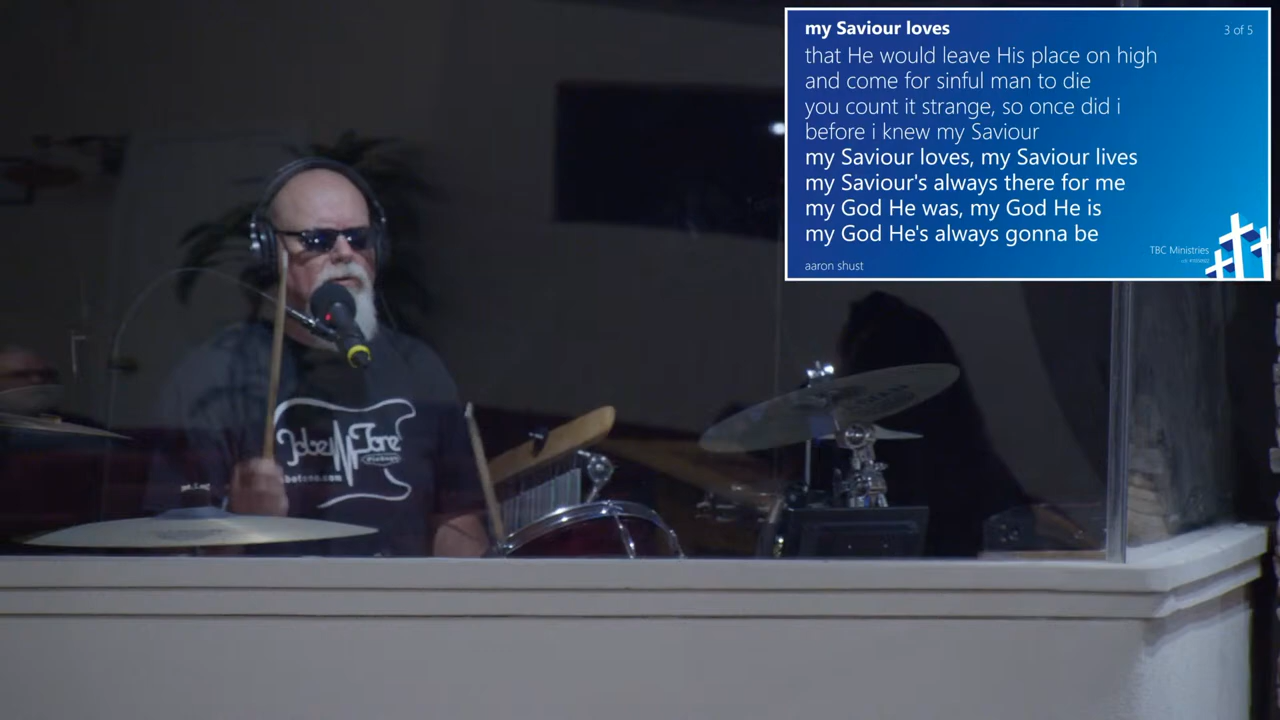 my Saviour loves
3 of 5
that He would leave His place on high
and come for sinful man to die
you count it strange, so once did i
before i knew my Saviour
my Saviour loves, my Saviour lives
my Saviour's always there for me
my God He was, my God He is
my God He's always gonna be
TBC Ministries
aaron shust